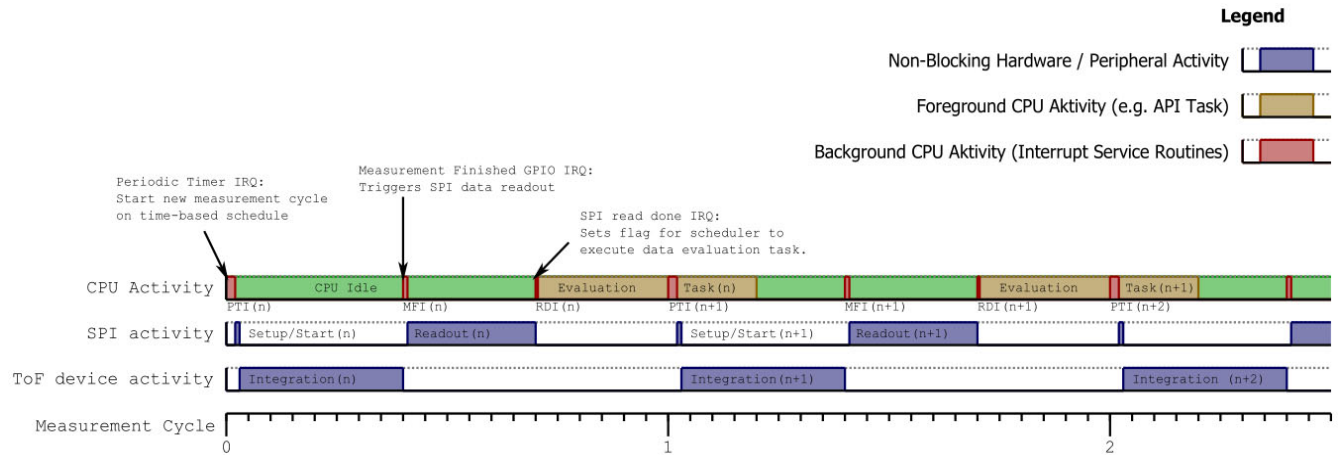 Legend
Non-Blocking Hardware / Peripheral Activity
Foreground CPU Aktivity (e.g. API Task)
Background CPU Aktivity (Interrupt Service Routines)
Measurement Finished GPIO IRQ:
Triggers SPI data readout
Periodic Timer IRQ:
Start new measurement cycle
on time-based schedule
SPI read done IRQ:
Sets flag for scheduler to
execute data evaluation task.
CPU Activity
CPU Idle
Evaluation
Task(n)
Evaluation
Task(n+1)
PTI(n)
MFI(n)
RDI(n)
PTI(n+1)
MFI(n+1)
RDI(n+1)
PTI(n+2)
SPI activity
Setup/Start(n)
Readout(n)
Setup/Start(n+1)
Readout(n+1)
ToF device activity
Integration(n)
Integration(n+1)
Integration (n+2)
Measurement Cycle
0
1
2